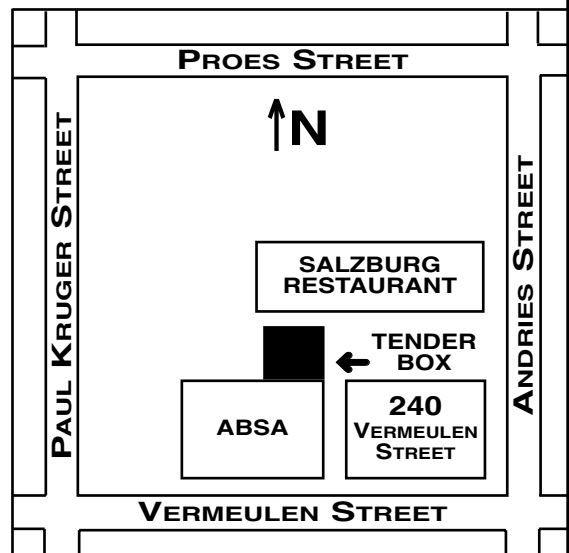 PROES STREET
N
PAUL KRUGER STREET
ANDRIES STREET
SALZBURG
RESTAURANT
TENDER
BOX
ABSA
240
VERMEULEN
STREET
VERMEULEN STREET